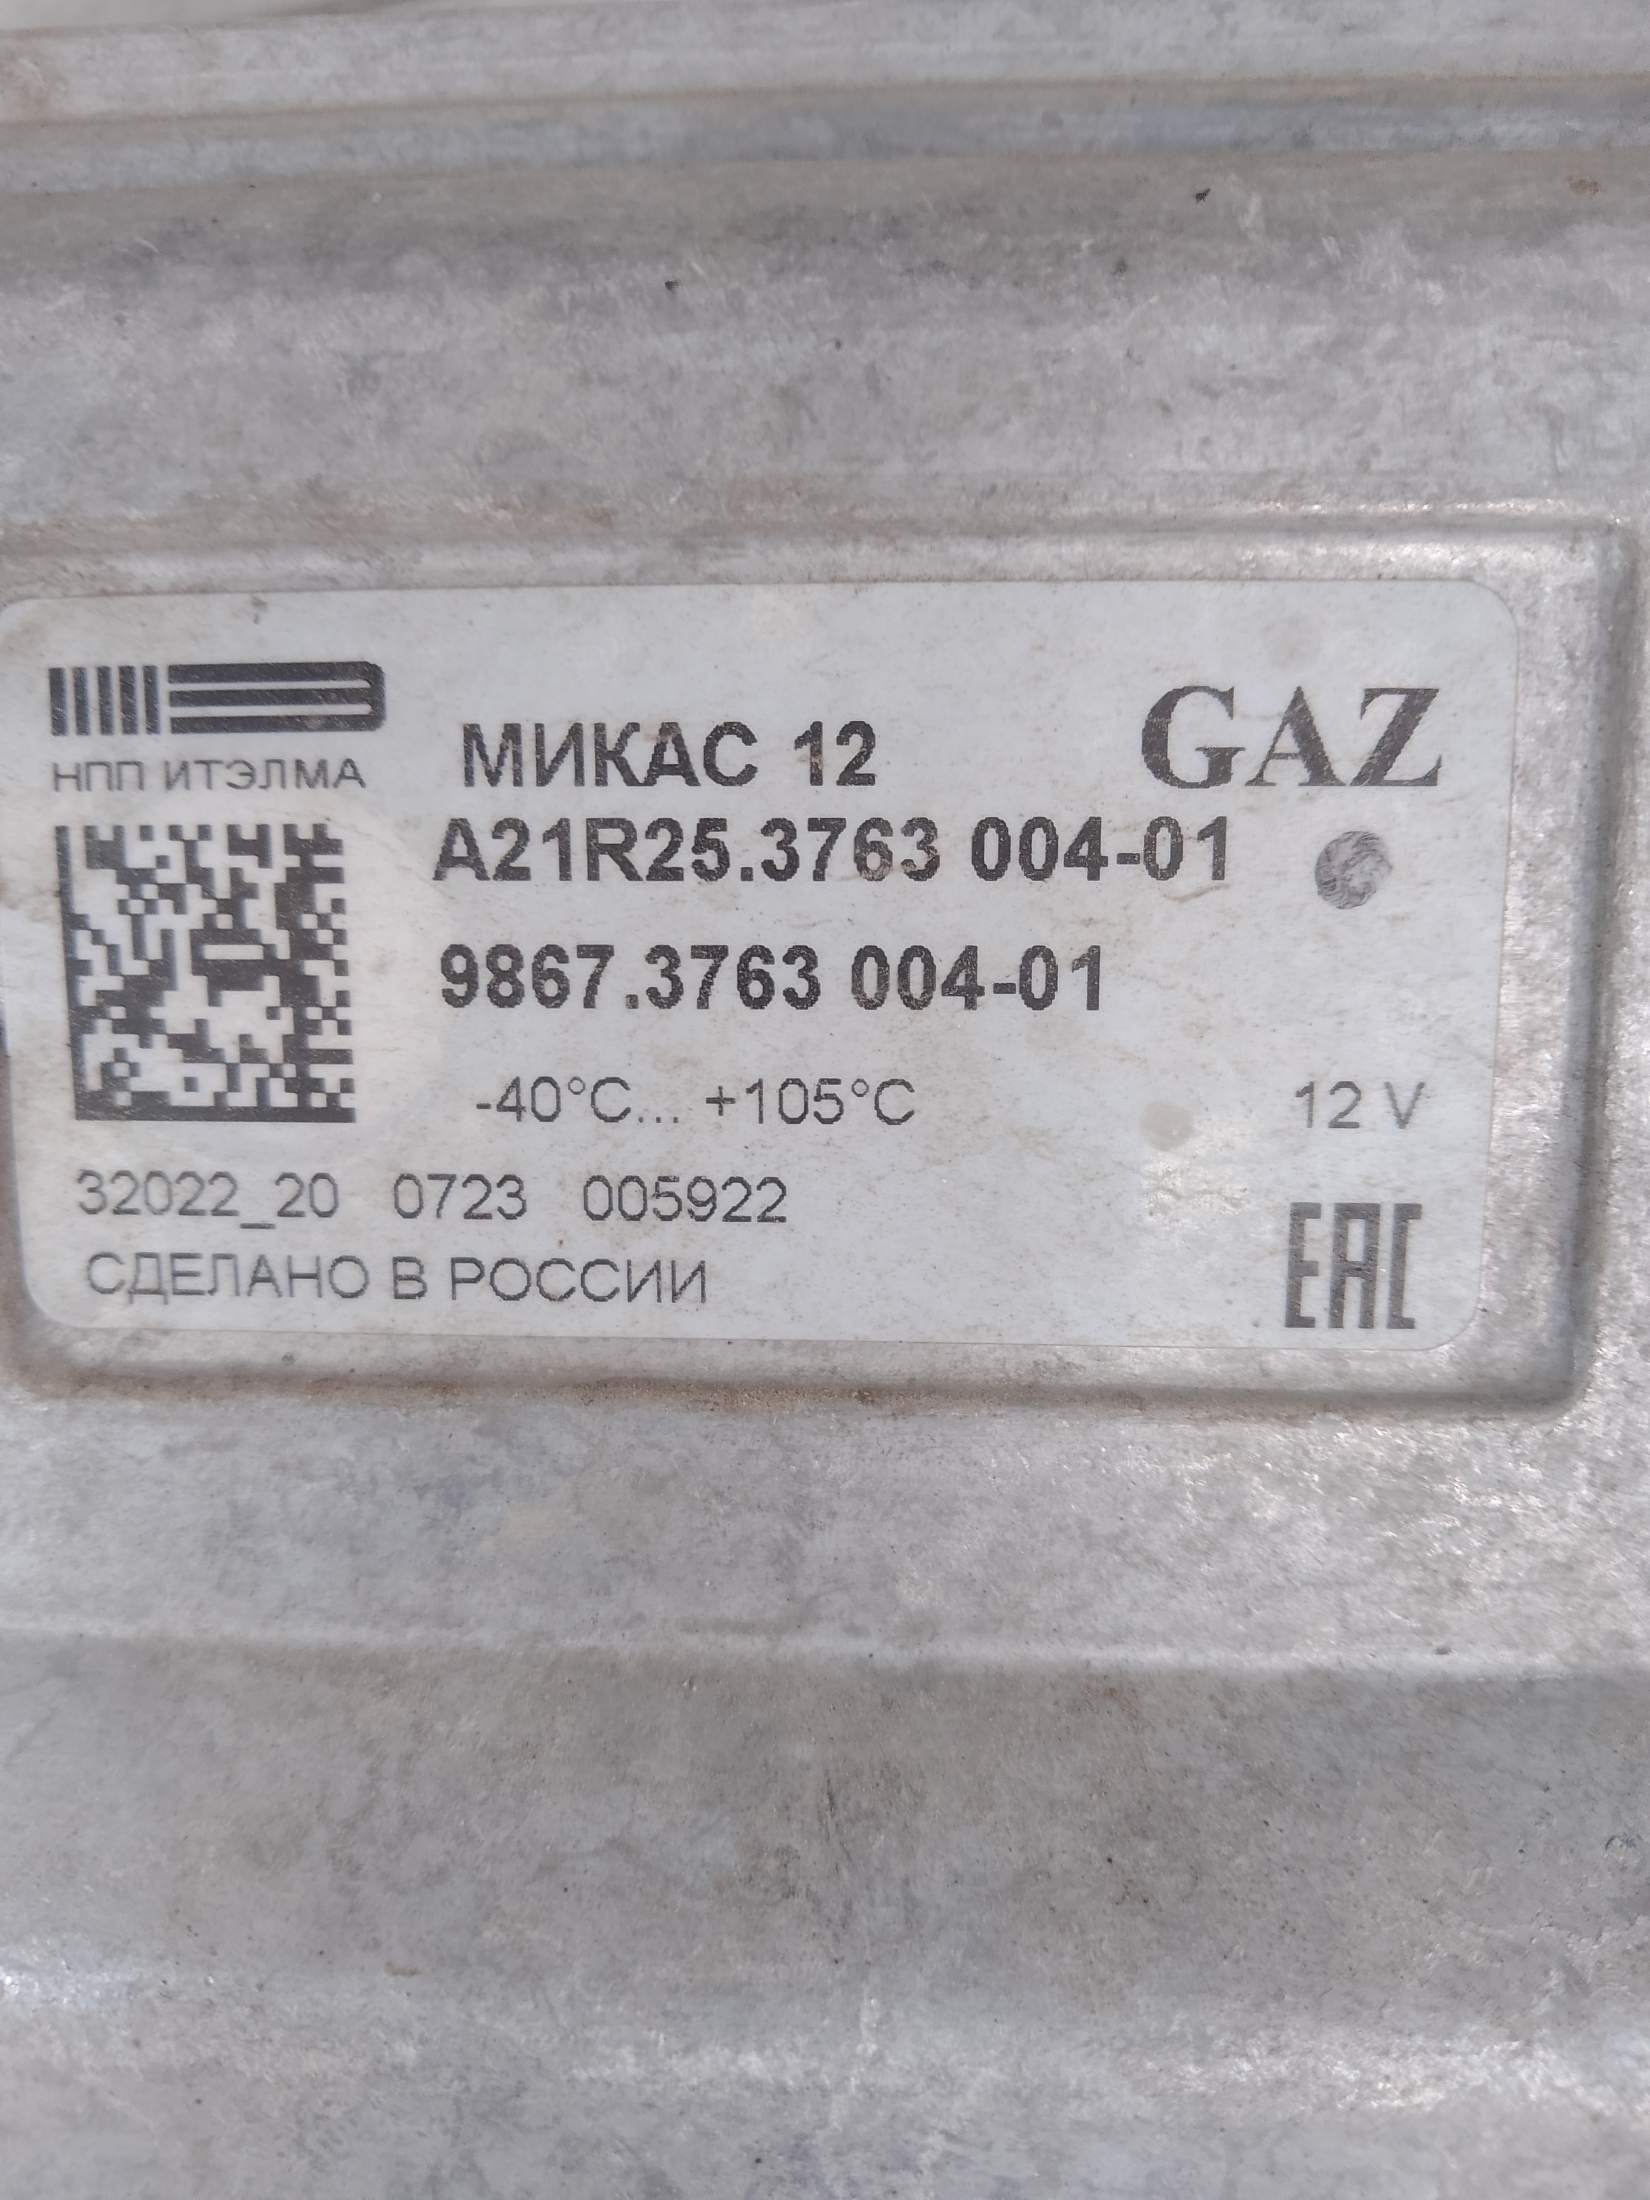 НПП ИТЭЛМА
МИКАС 12
GAZ
A21R25.3763 004-01
9867.3763 004-01
-40°C... +105°C
12 V
32022_20 0723 005922
СДЕЛАНО В РОССИИ
EAC